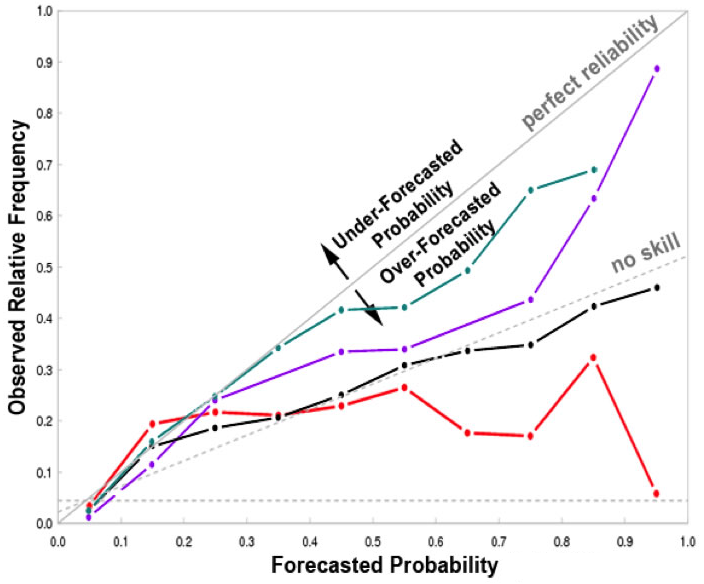 1.0
0.9
0.8
0.7
0.6
0.5
0.4
0.3
0.2
0.1
0.0
Observed Relative Frequency
perfect reliability
Under-Forecasted
Probability
Over-Forecasted
Probability
no skill
0.0 0.1 0.2 0.3 0.4 0.5 0.6 0.7 0.8 0.9 1.0
Forecasted Probability